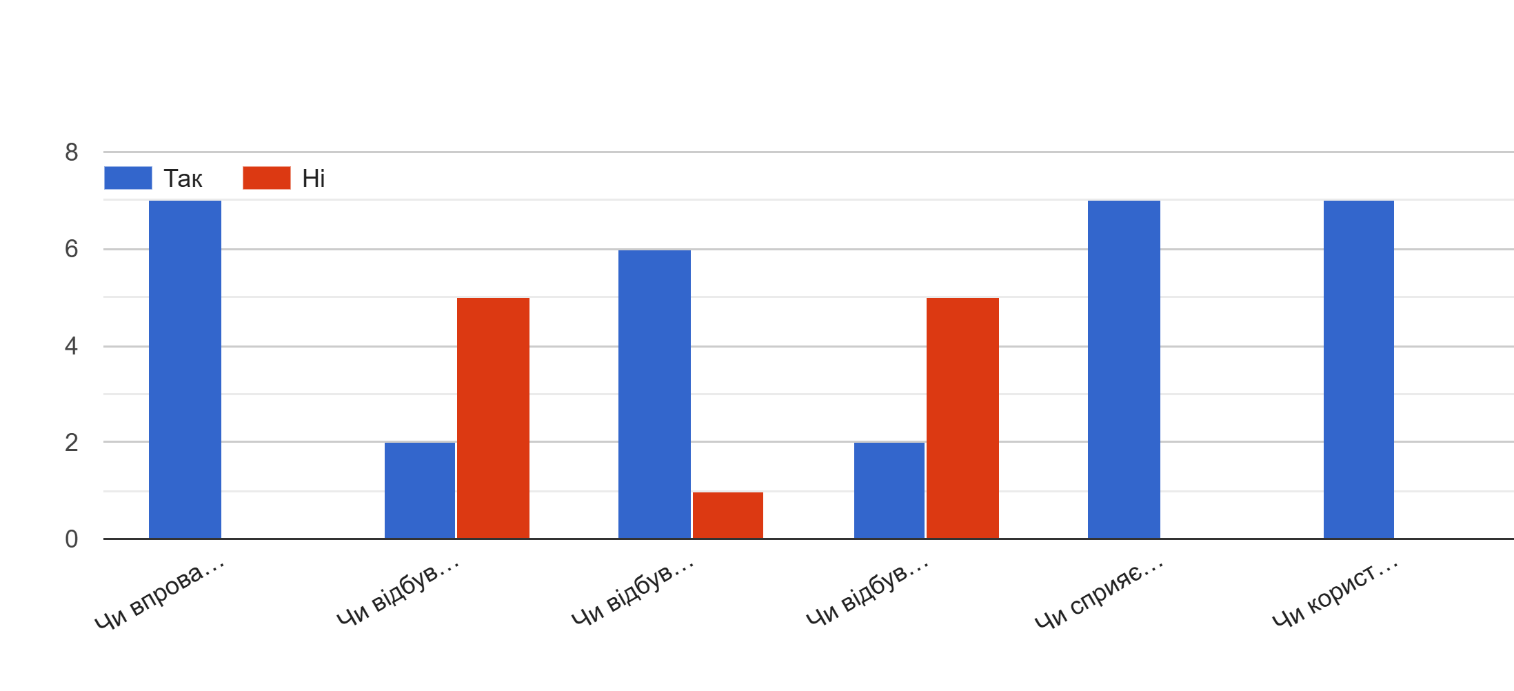 8
Так Ні
6
4
2
0
Чи впрова…
Чи відбув…
Чи відбув…
Чи відбув…
Чи сприяє…
Чи корист…